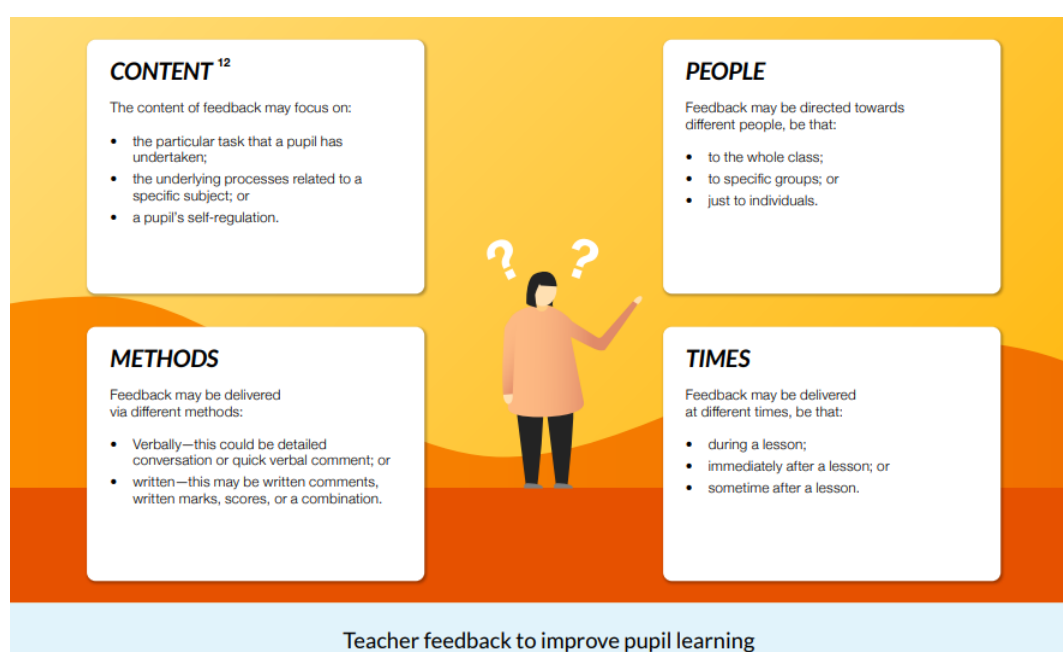 CONTENT 12
The content of feedback may focus on:
• the particular task that a pupil has
undertaken;
• the underlying processes related to a
specific subject; or
• a pupil's self-regulation.
PEOPLE
Feedback may be directed towards
different people, be that:
• to the whole class;
• to specific groups; or
• just to individuals.
? ?
METHODS
Feedback may be delivered
via different methods:
• Verbally—this could be detailed
conversation or quick verbal comment; or
• written—this may be written comments,
written marks, scores, or a combination.
TIMES
Feedback may be delivered
at different times, be that:
• during a lesson;
• immediately after a lesson; or
• sometime after a lesson.
Teacher feedback to improve pupil learning